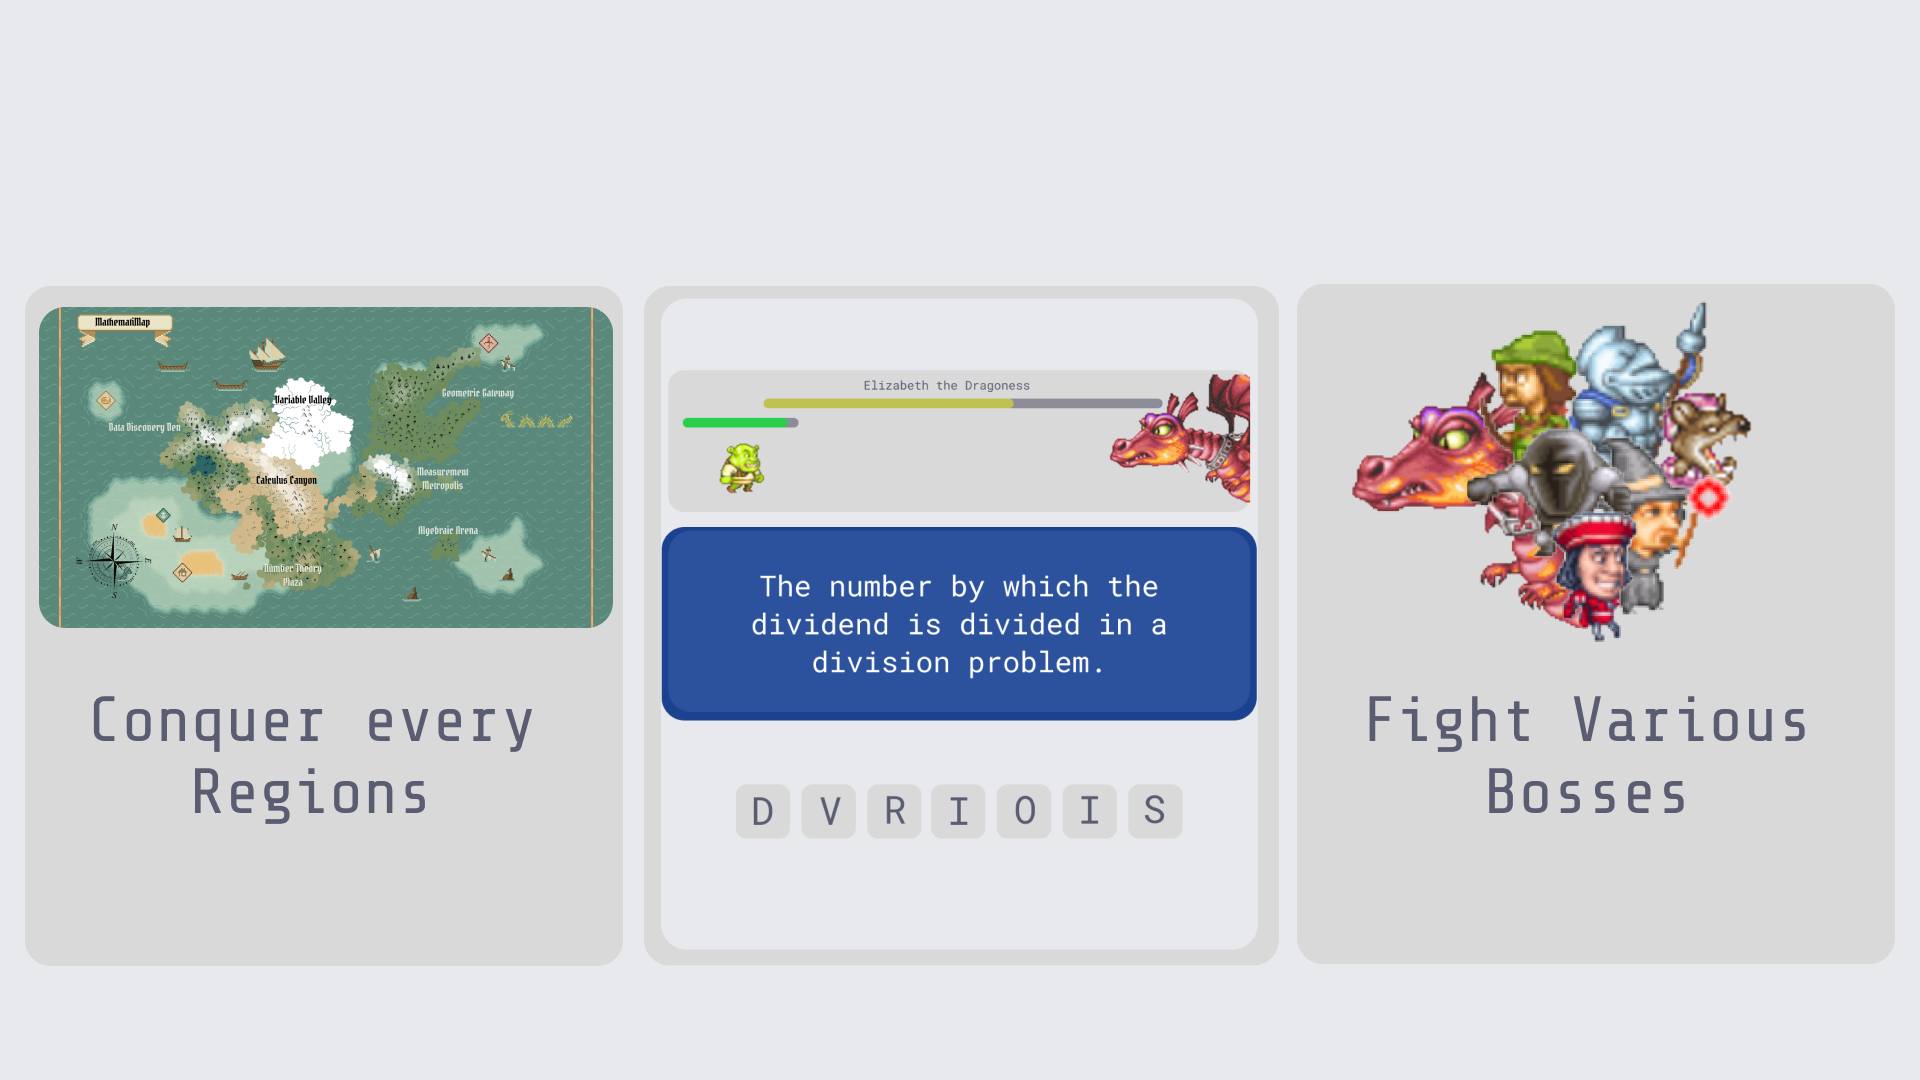 MathematiMap
Variable Valley
Geometric Gateway
Data Discovery Den
Measurement
Metropolis
Calculus Canyon
Algebraic Arena
Number Theory
Plaza
N
E
S
Conquer every
Regions
Elizabeth the Dragoness
The number by which the
dividend is divided in a
division problem.
D V R I O I S
Fight Various
Bosses